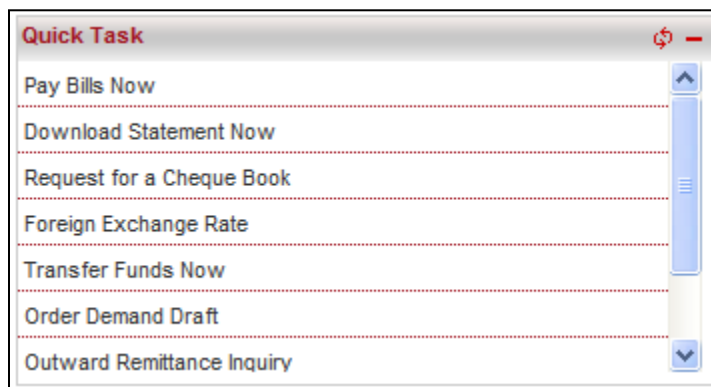 Quick Task
Pay Bills Now
Download Statement Now
Request for a Cheque Book
Foreign Exchange Rate
Transfer Funds Now
Order Demand Draft
Outward Remittance Inquiry